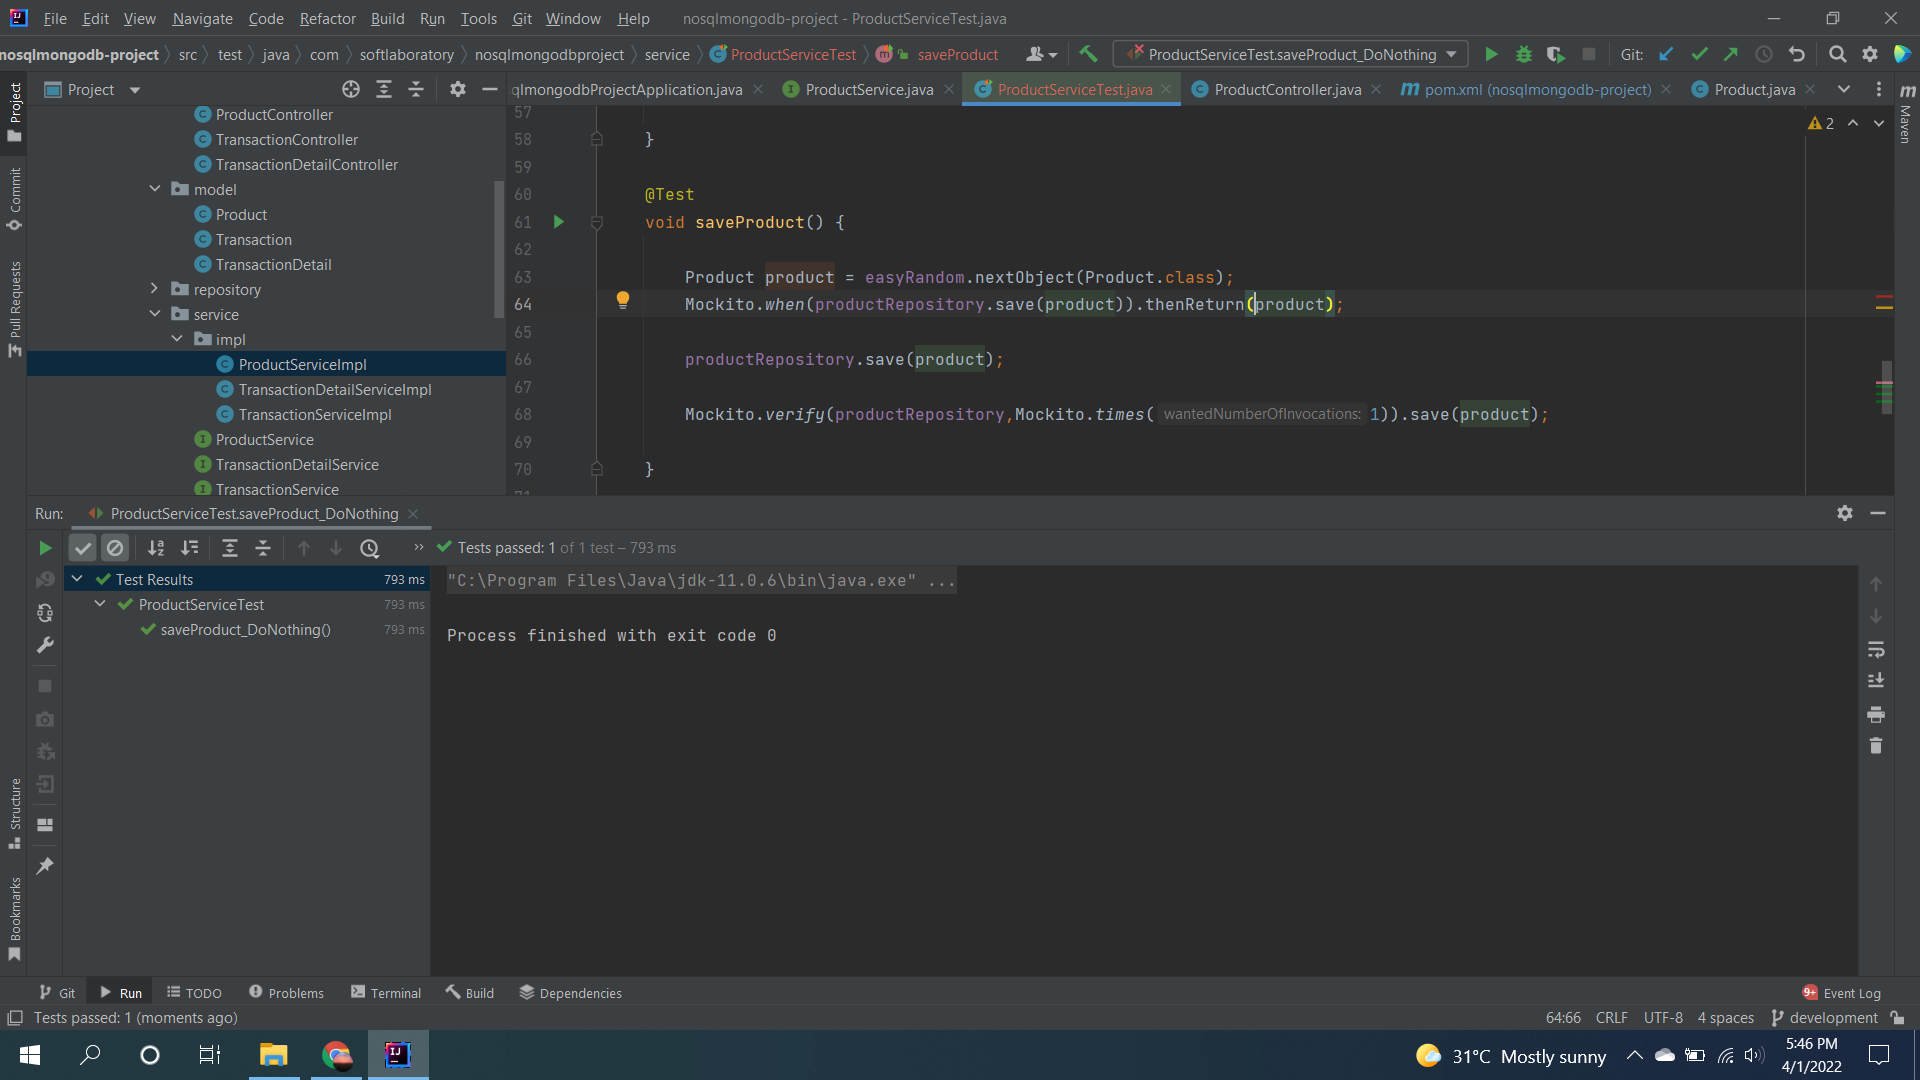 File Edit View Navigate Code Refactor Build Run Tools Git Window Help nosqlmongodb-project - ProductServiceTest.java
nosqlmongodb-project src test java com softlaboratory nosqlmongodbproject service ProductServiceTest saveProduct ProductServiceTest.saveProduct_DoNothing Git:
Project
qlmongodbProjectApplication.java ProductService.java ProductServiceTest.java ProductController.java pom.xml (nosqlmongodb-project) Product.java
ProductController
TransactionController
TransactionDetailController
model
Product
Transaction
TransactionDetail
repository
service
impl
ProductServiceImpl
TransactionDetailServiceImpl
TransactionServiceImpl
ProductService
TransactionDetailService
TransactionService
Project
Commit
Pull Requests
Structure
Bookmarks
Maven
2
57
58 }
59
60 @Test
61 void saveProduct() {
62
63 Product product = easyRandom.nextObject(Product.class);
64 Mockito.when(productRepository.save(product)).thenReturn(product);
65
66 productRepository.save(product);
67
68 Mockito.verify(productRepository,Mockito.times( wantedNumberOfInvocations: 1)).save(product);
69
70 }
71
Run: ProductServiceTest.saveProduct_DoNothing
Tests passed: 1 of 1 test – 793 ms
Test Results 793 ms
ProductServiceTest 793 ms
saveProduct_DoNothing() 793 ms
"C:\Program Files\Java\jdk-11.0.6\bin\java.exe" ...
Process finished with exit code 0
Git Run TODO Problems Terminal Build Dependencies 9+ Event Log
Tests passed: 1 (moments ago) 64:66 CRLF UTF-8 4 spaces development
31°C Mostly sunny
5:46 PM
4/1/2022